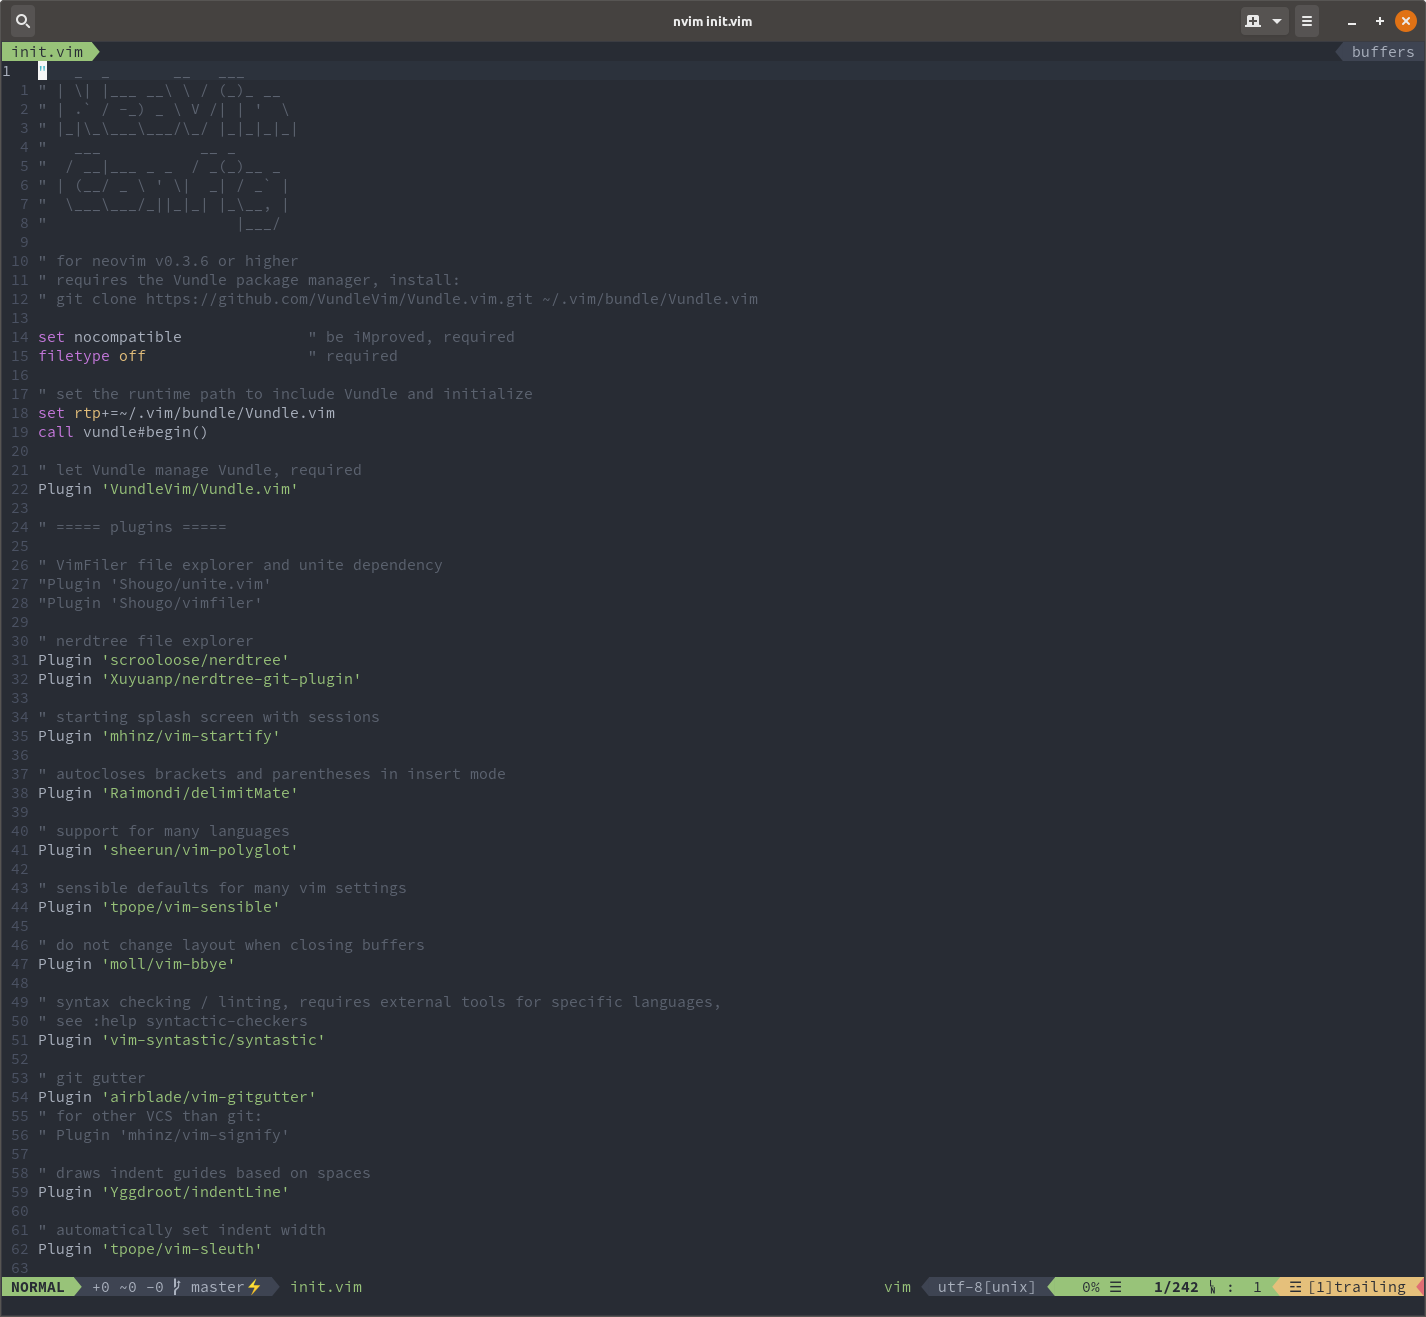 nvim init.vim
init.vim buffers
1 "   _  _       __   ___
1 " | \| |___ __\ \ / (_)_ __
2 " | .` / -_) _ \ V /| | '  \
3 " |_|\_\___\___/\_/ |_|_|_|_|
4 "   ___           __ _
5 "  / __|___ _ _  / _(_)__ _
6 " | (__/ _ \ ' \|  _| / _` |
7 "  \___\___/_||_|_| |_\__, |
8 "                     |___/
9
10 " for neovim v0.3.6 or higher
11 " requires the Vundle package manager, install:
12 " git clone https://github.com/VundleVim/Vundle.vim.git ~/.vim/bundle/Vundle.vim
13
14 set nocompatible              " be iMproved, required
15 filetype off                  " required
16
17 " set the runtime path to include Vundle and initialize
18 set rtp+=~/.vim/bundle/Vundle.vim
19 call vundle#begin()
20
21 " let Vundle manage Vundle, required
22 Plugin 'VundleVim/Vundle.vim'
23
24 " ===== plugins =====
25
26 " VimFiler file explorer and unite dependency
27 "Plugin 'Shougo/unite.vim'
28 "Plugin 'Shougo/vimfiler'
29
30 " nerdtree file explorer
31 Plugin 'scrooloose/nerdtree'
32 Plugin 'Xuyuanp/nerdtree-git-plugin'
33
34 " starting splash screen with sessions
35 Plugin 'mhinz/vim-startify'
36
37 " autocloses brackets and parentheses in insert mode
38 Plugin 'Raimondi/delimitMate'
39
40 " support for many languages
41 Plugin 'sheerun/vim-polyglot'
42
43 " sensible defaults for many vim settings
44 Plugin 'tpope/vim-sensible'
45
46 " do not change layout when closing buffers
47 Plugin 'moll/vim-bbye'
48
49 " syntax checking / linting, requires external tools for specific languages,
50 " see :help syntactic-checkers
51 Plugin 'vim-syntastic/syntastic'
52
53 " git gutter
54 Plugin 'airblade/vim-gitgutter'
55 " for other VCS than git:
56 " Plugin 'mhinz/vim-signify'
57
58 " draws indent guides based on spaces
59 Plugin 'Yggdroot/indentLine'
60
61 " automatically set indent width
62 Plugin 'tpope/vim-sleuth'
63
NORMAL +0 ~0 -0 master⚡ init.vim vim utf-8[unix] 0% ☰ 1/242 : 1 ☲ [1]trailing